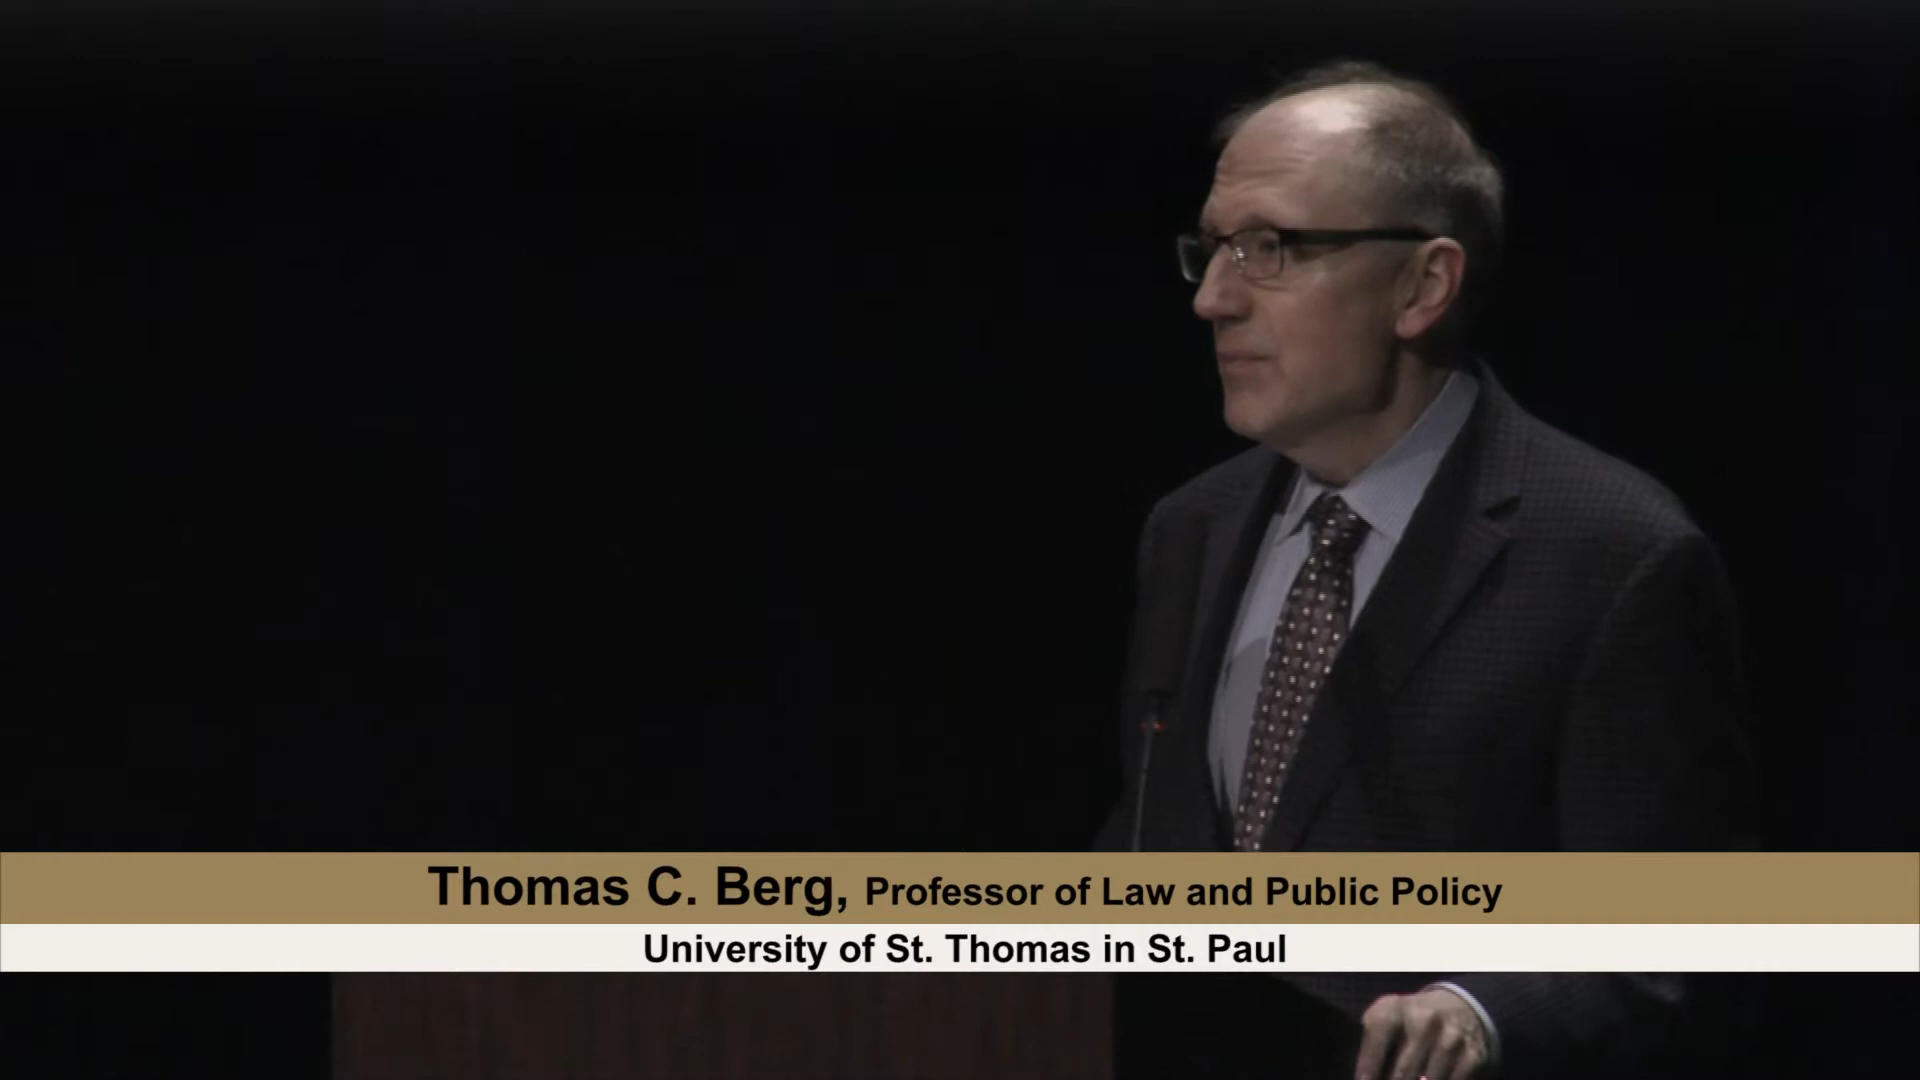 Thomas C. Berg, Professor of Law and Public Policy
University of St. Thomas in St. Paul